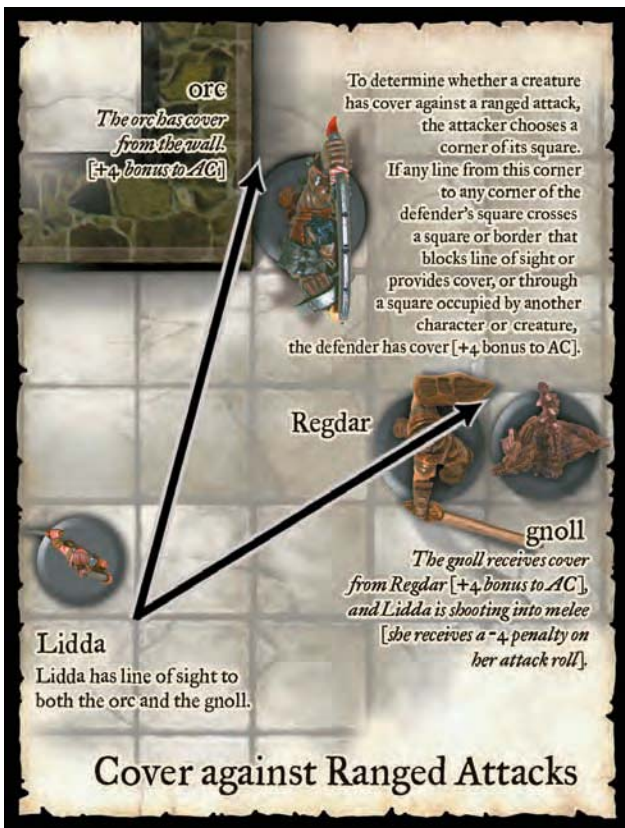 orc
The orc has cover
from the wall.
[+4 bonus to AC]
To determine whether a creature
has cover against a ranged attack,
the attacker chooses a
corner of its square.
If any line from this corner
to any corner of the
defender's square crosses
a square or border that
blocks line of sight or
provides cover, or through
a square occupied by another
character or creature,
the defender has cover [+4 bonus to AC].
Regdar
gnoll
The gnoll receives cover
from Regdar [+4 bonus to AC],
and Lidda is shooting into melee
[she receives a -4 penalty on
her attack roll].
Lidda
Lidda has line of sight to
both the orc and the gnoll.
Cover against Ranged Attacks